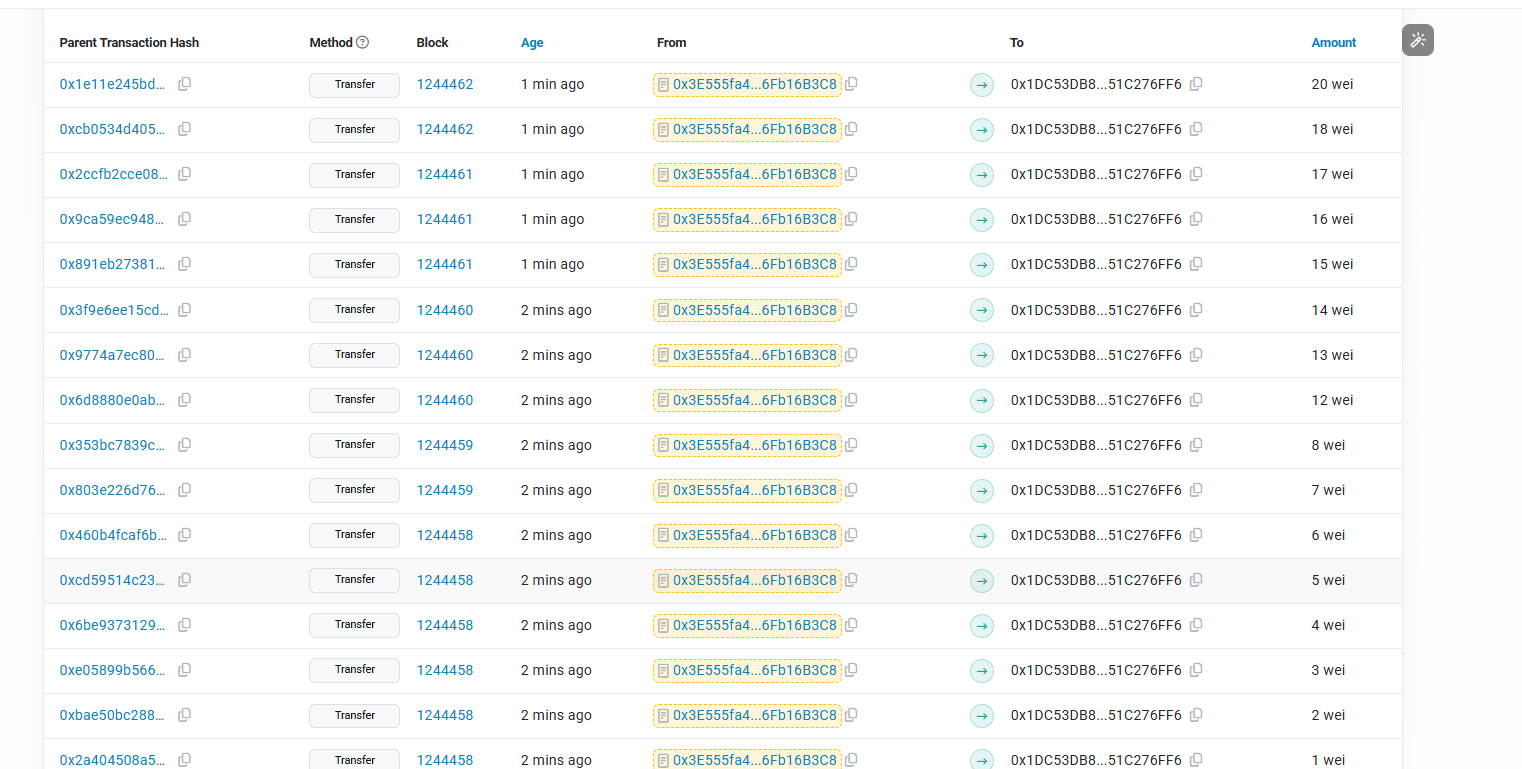 Parent Transaction Hash Method Block Age From To Amount
0x1e11e245bd... Transfer 1244462 1 min ago 0x3E555fa4...6Fb16B3C8 0x1DC53DB8...51C276FF6 20 wei
0xcb0534d405... Transfer 1244462 1 min ago 0x3E555fa4...6Fb16B3C8 0x1DC53DB8...51C276FF6 18 wei
0x2ccfb2cce08... Transfer 1244461 1 min ago 0x3E555fa4...6Fb16B3C8 0x1DC53DB8...51C276FF6 17 wei
0x9ca59ec948... Transfer 1244461 1 min ago 0x3E555fa4...6Fb16B3C8 0x1DC53DB8...51C276FF6 16 wei
0x891eb27381... Transfer 1244461 1 min ago 0x3E555fa4...6Fb16B3C8 0x1DC53DB8...51C276FF6 15 wei
0x3f9e6ee15cd... Transfer 1244460 2 mins ago 0x3E555fa4...6Fb16B3C8 0x1DC53DB8...51C276FF6 14 wei
0x9774a7ec80... Transfer 1244460 2 mins ago 0x3E555fa4...6Fb16B3C8 0x1DC53DB8...51C276FF6 13 wei
0x6d8880e0ab... Transfer 1244460 2 mins ago 0x3E555fa4...6Fb16B3C8 0x1DC53DB8...51C276FF6 12 wei
0x353bc7839c... Transfer 1244459 2 mins ago 0x3E555fa4...6Fb16B3C8 0x1DC53DB8...51C276FF6 8 wei
0x803e226d76... Transfer 1244459 2 mins ago 0x3E555fa4...6Fb16B3C8 0x1DC53DB8...51C276FF6 7 wei
0x460b4fcaf6b... Transfer 1244458 2 mins ago 0x3E555fa4...6Fb16B3C8 0x1DC53DB8...51C276FF6 6 wei
0xcd59514c23... Transfer 1244458 2 mins ago 0x3E555fa4...6Fb16B3C8 0x1DC53DB8...51C276FF6 5 wei
0x6be9373129... Transfer 1244458 2 mins ago 0x3E555fa4...6Fb16B3C8 0x1DC53DB8...51C276FF6 4 wei
0xe05899b566... Transfer 1244458 2 mins ago 0x3E555fa4...6Fb16B3C8 0x1DC53DB8...51C276FF6 3 wei
0xbae50bc288... Transfer 1244458 2 mins ago 0x3E555fa4...6Fb16B3C8 0x1DC53DB8...51C276FF6 2 wei
0x2a404508a5... Transfer 1244458 2 mins ago 0x3E555fa4...6Fb16B3C8 0x1DC53DB8...51C276FF6 1 wei